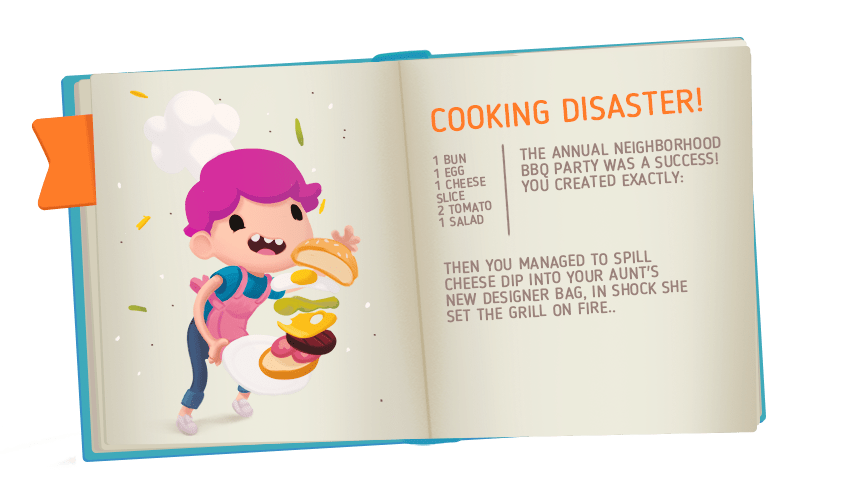 COOKING DISASTER!
1 BUN
1 EGG
1 CHEESE
SLICE
2 TOMATO
1 SALAD
THE ANNUAL NEIGHBORHOOD
BBQ PARTY WAS A SUCCESS!
YOU CREATED EXACTLY:
THEN YOU MANAGED TO SPILL
CHEESE DIP INTO YOUR AUNT'S
NEW DESIGNER BAG, IN SHOCK SHE
SET THE GRILL ON FIRE..